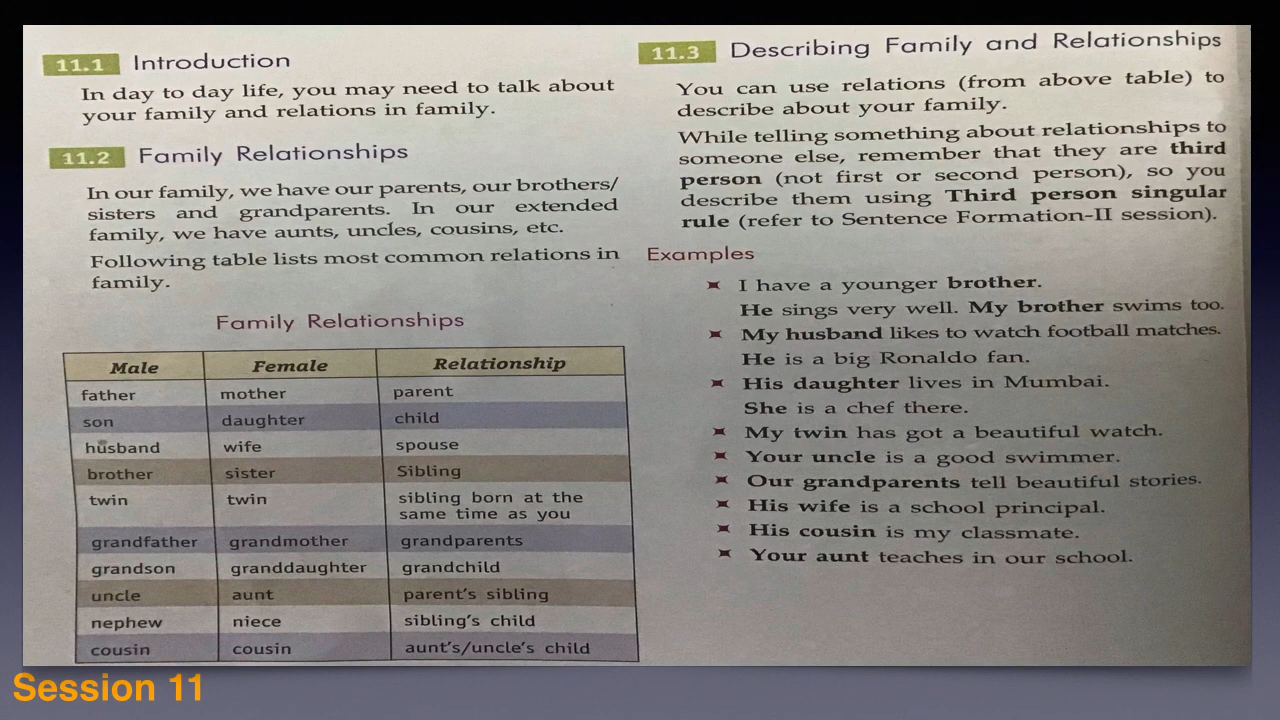 11.1 Introduction
In day to day life, you may need to talk about
your family and relations in family.
11.2 Family Relationships
In our family, we have our parents, our brothers/
sisters and grandparents. In our extended
family, we have aunts, uncles, cousins, etc.
Following table lists most common relations in
family.
Family Relationships
Male Female Relationship
father mother parent
son daughter child
husband wife spouse
brother sister Sibling
twin twin sibling born at the
same time as you
grandfather grandmother grandparents
grandson granddaughter grandchild
uncle aunt parent's sibling
nephew niece sibling's child
cousin cousin aunt's/uncle's child
11.3 Describing Family and Relationships
You can use relations (from above table) to
describe about your family.
While telling something about relationships to
someone else, remember that they are third
person (not first or second person), so you
describe them using Third person singular
rule (refer to Sentence Formation-II session).
Examples
I have a younger brother.
He sings very well. My brother swims too.
My husband likes to watch football matches.
He is a big Ronaldo fan.
His daughter lives in Mumbai.
She is a chef there.
My twin has got a beautiful watch.
Your uncle is a good swimmer.
Our grandparents tell beautiful stories.
His wife is a school principal.
His cousin is my classmate.
Your aunt teaches in our school.
Session 11